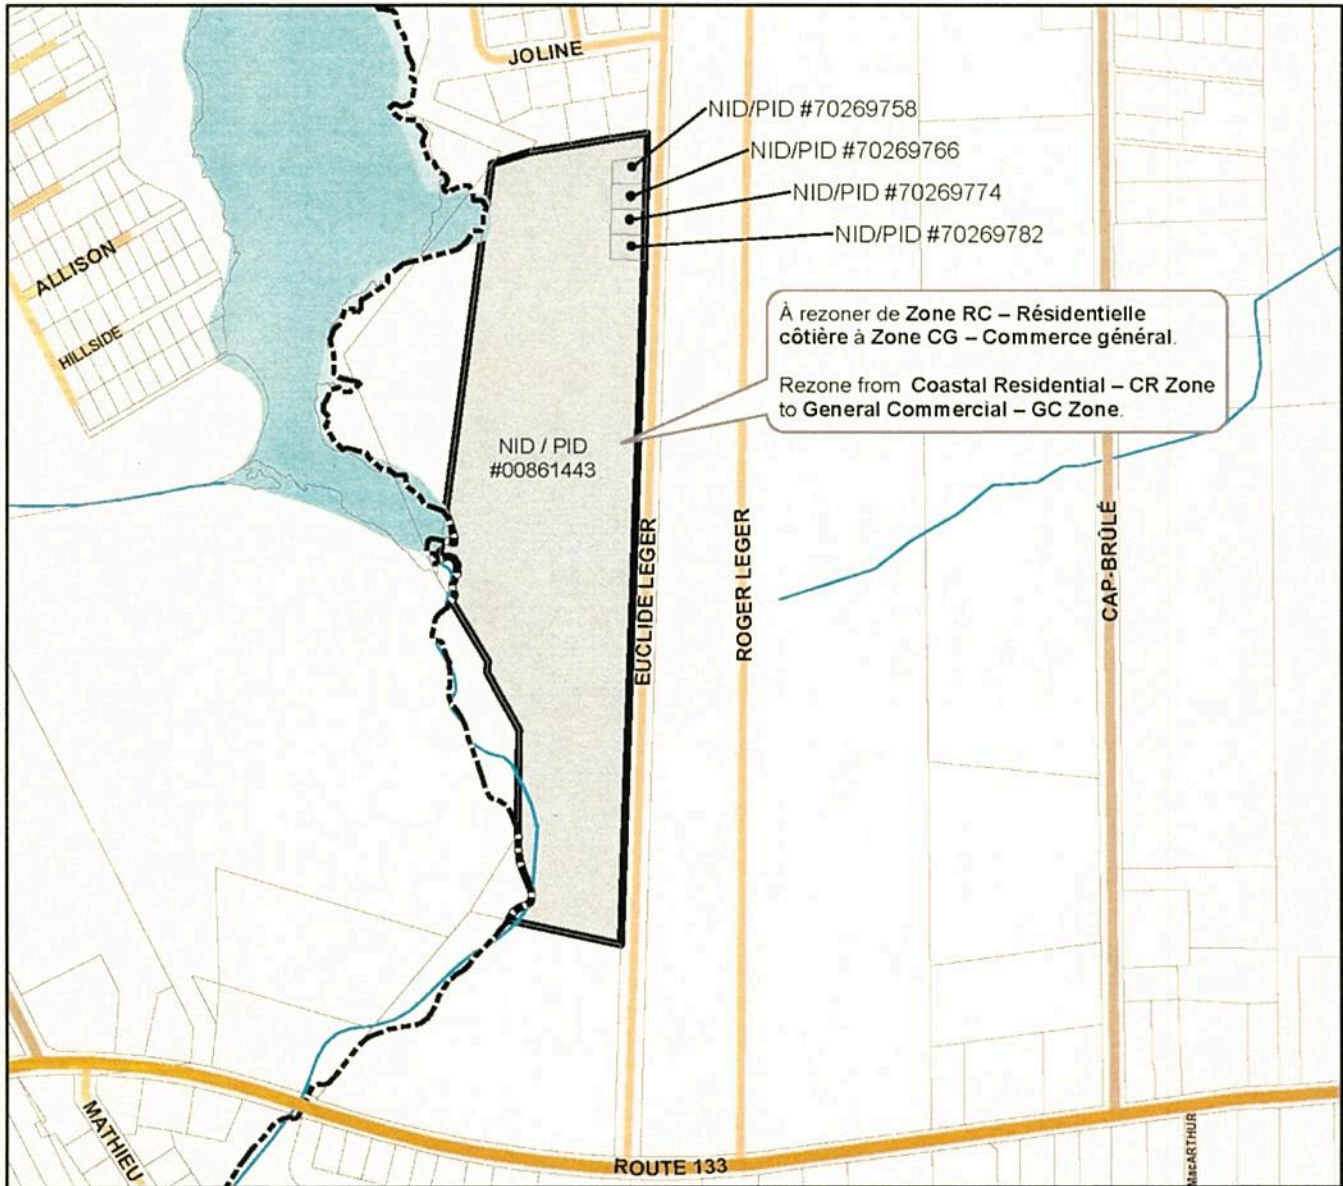 JOLINE
NID/PID #70269758
NID/PID #70269766
NID/PID #70269774
NID/PID #70269782
ALLISON
HILLSIDE
À rezoner de Zone RC – Résidentielle
côtière à Zone CG – Commerce général.
Rezone from Coastal Residential – CR Zone
to General Commercial – GC Zone.
NID / PID
#00861443
EUCLIDE LEGER
ROGER LEGER
CAP-BRÛLÉ
MATHIEU
ROUTE 133
MacARTHUR